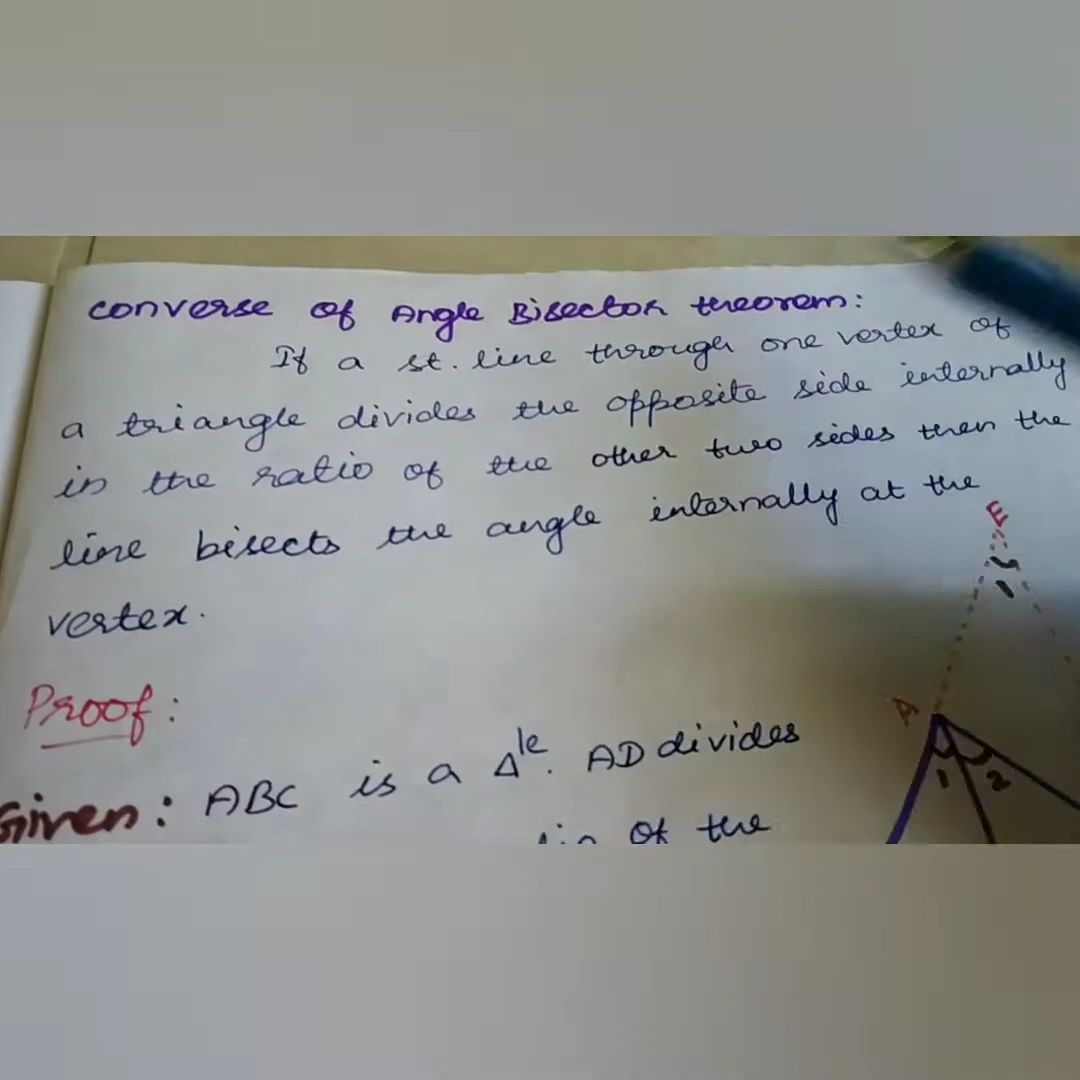 converse of Angle Bisector theorem:
If a st. line through one vertex of
a triangle divides the opposite side internally
in the ratio of the other two sides then the
line bisects the angle internally at the
vertex.
E
Proof:
A
ABC is a Δle. AD divides
1 2
Given:
of the